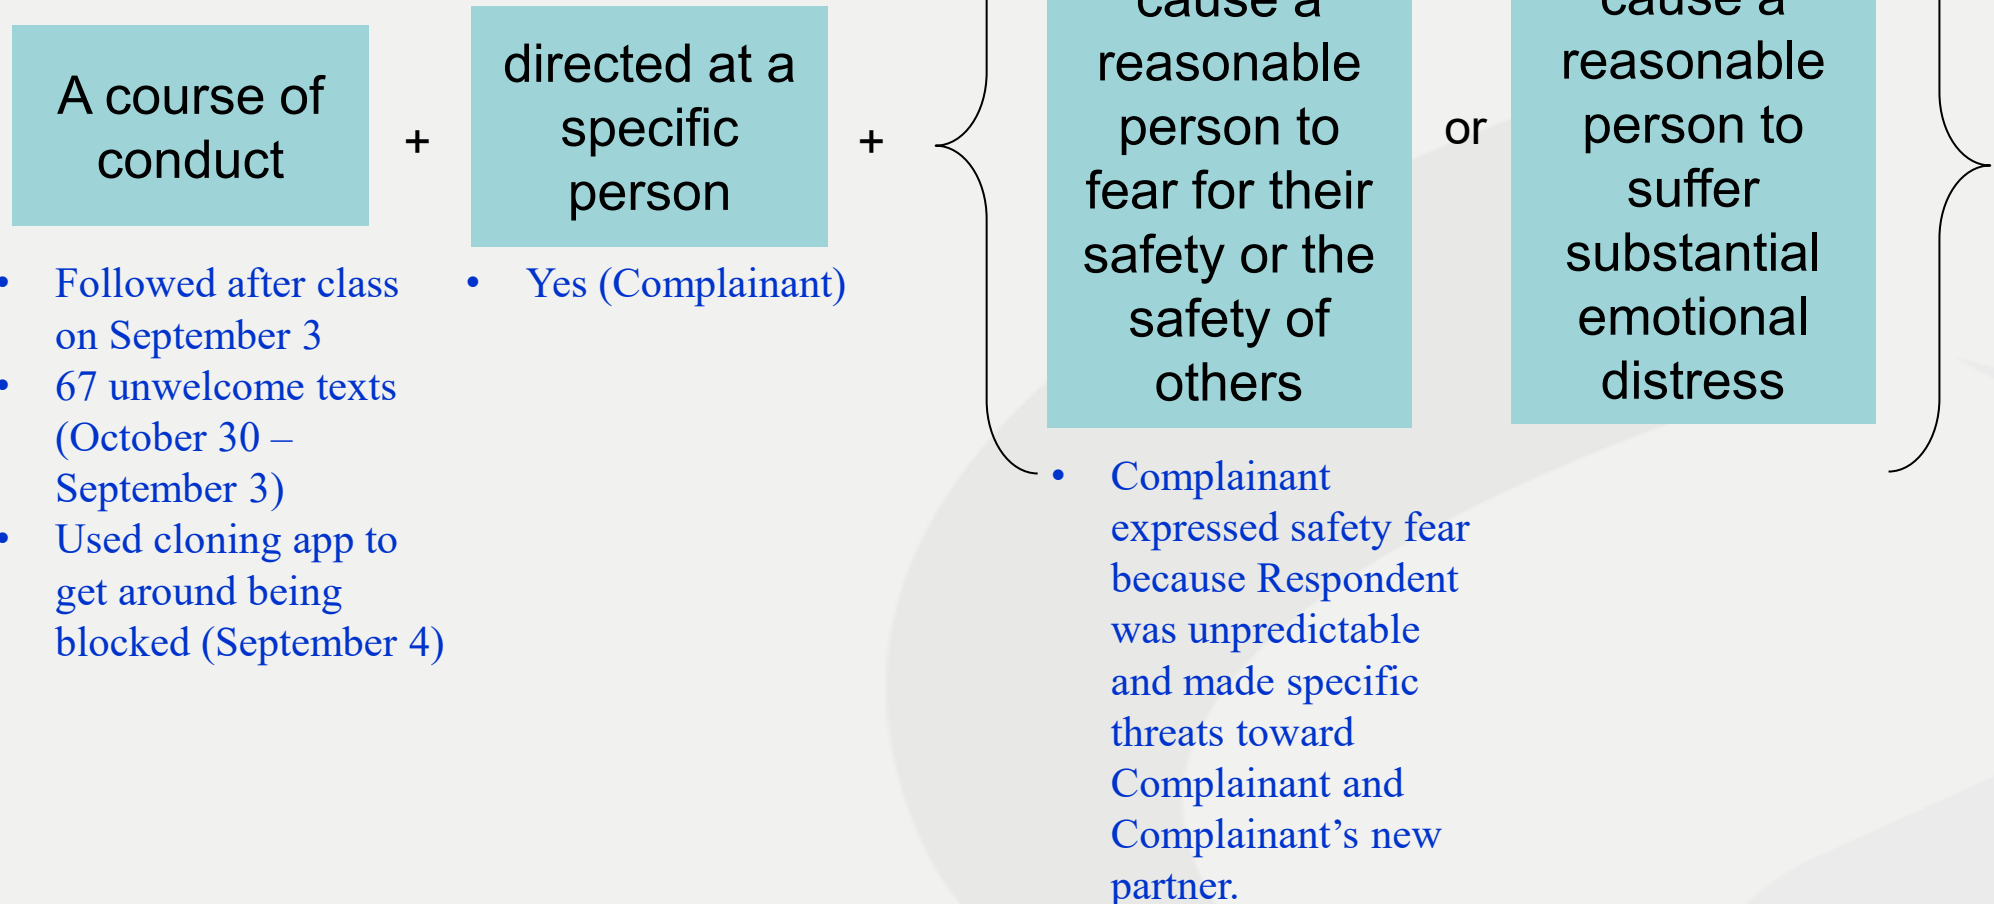 A course of
conduct
+
directed at a
specific
person
+
cause a
reasonable
person to
fear for their
safety or the
safety of
others
or
cause a
reasonable
person to
suffer
substantial
emotional
distress
• Followed after class
on September 3
• 67 unwelcome texts
(October 30 –
September 3)
• Used cloning app to
get around being
blocked (September 4)
• Yes (Complainant)
• Complainant
expressed safety fear
because Respondent
was unpredictable
and made specific
threats toward
Complainant and
Complainant’s new
partner.